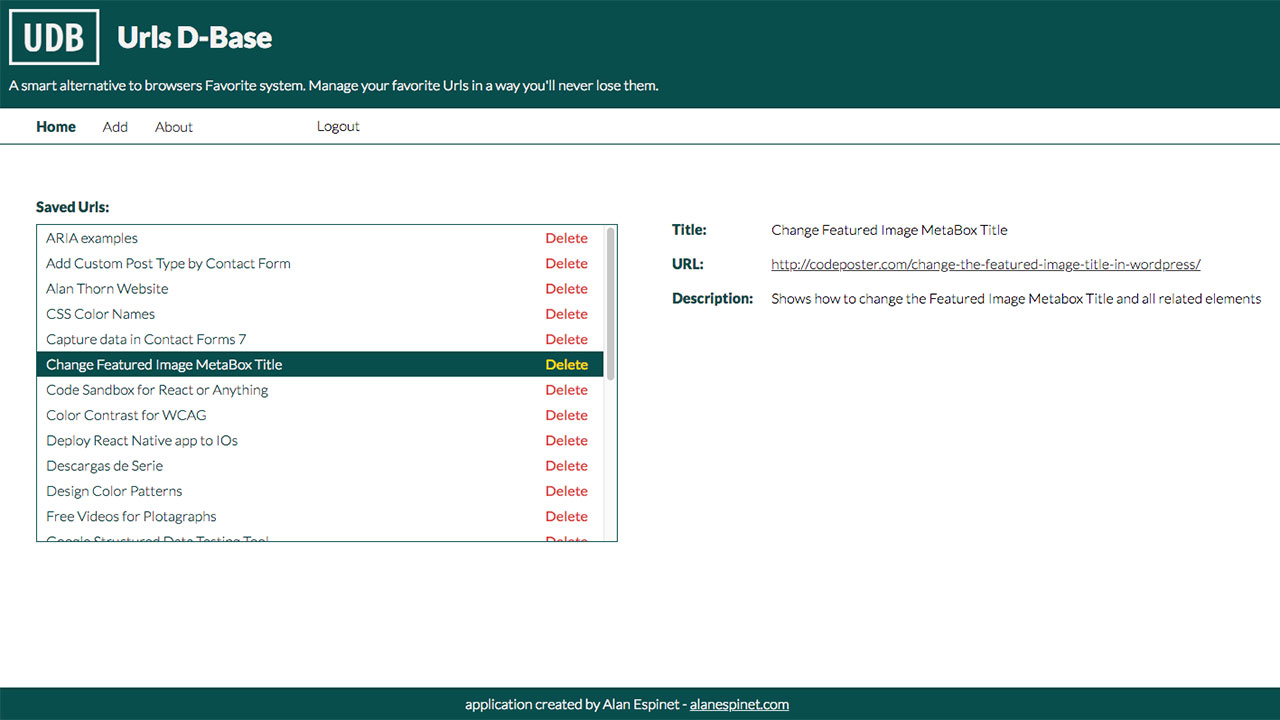 UDB Urls D-Base
A smart alternative to browsers Favorite system. Manage your favorite Urls in a way you'll never lose them.
Home Add About Logout
Saved Urls:
ARIA examples Delete
Add Custom Post Type by Contact Form Delete
Alan Thorn Website Delete
CSS Color Names Delete
Capture data in Contact Forms 7 Delete
Change Featured Image MetaBox Title Delete
Code Sandbox for React or Anything Delete
Color Contrast for WCAG Delete
Deploy React Native app to IOs Delete
Descargas de Serie Delete
Design Color Patterns Delete
Free Videos for Plotagraphs Delete
Google Structured Data Testing Tool Delete
Title: Change Featured Image MetaBox Title
URL: http://codeposter.com/change-the-featured-image-title-in-wordpress/
Description: Shows how to change the Featured Image Metabox Title and all related elements
application created by Alan Espinet - alanespinet.com